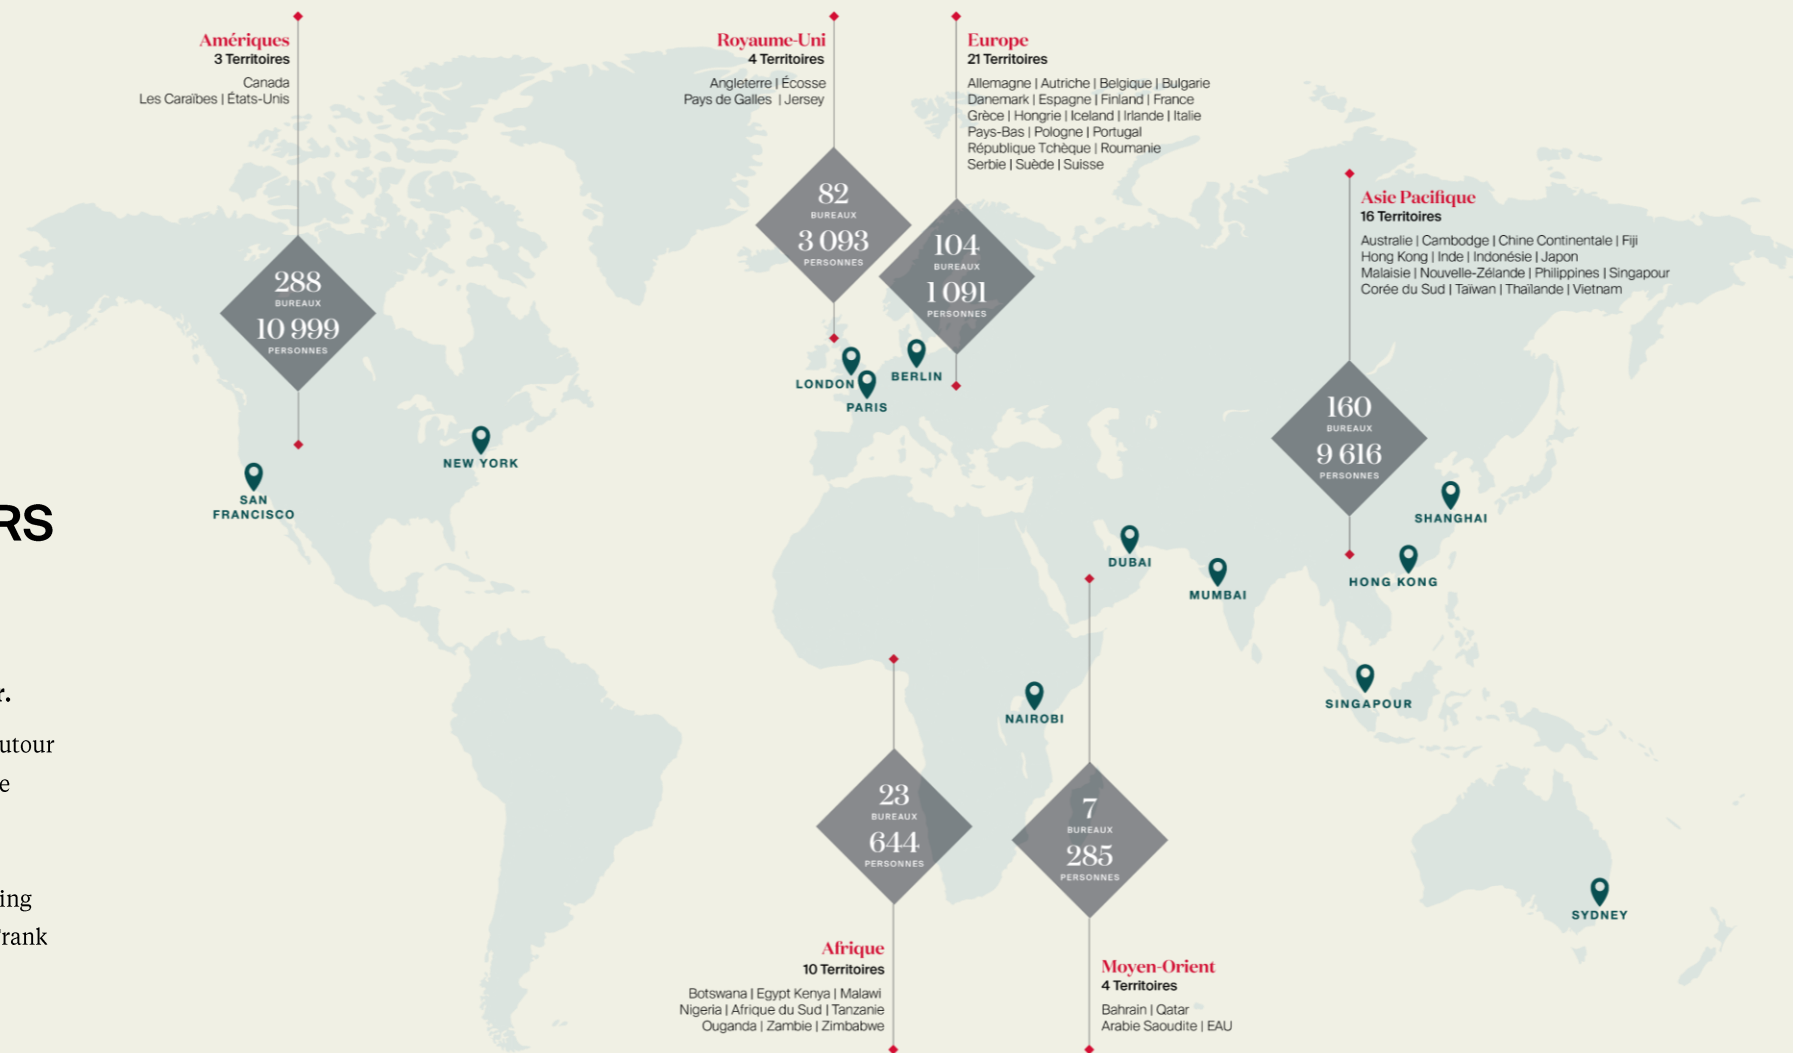 Amériques
3 Territoires
Canada
Les Caraïbes | États-Unis
Royaume-Uni
4 Territoires
Angleterre | Écosse
Pays de Galles | Jersey
Europe
21 Territoires
Allemagne | Autriche | Belgique | Bulgarie
Danemark | Espagne | Finland | France
Grèce | Hongrie | Iceland | Irlande | Italie
Pays-Bas | Pologne | Portugal
République Tchèque | Roumanie
Serbie | Suède | Suisse
Asie Pacifique
16 Territoires
Australie | Cambodge | Chine Continentale | Fiji
Hong Kong | Inde | Indonésie | Japon
Malaisie | Nouvelle-Zélande | Philippines | Singapour
Corée du Sud | Taïwan | Thaïlande | Vietnam
288
BUREAUX
10 999
PERSONNES
82
BUREAUX
3 093
PERSONNES
104
BUREAUX
1 091
PERSONNES
160
BUREAUX
9 616
PERSONNES
LONDON
PARIS
BERLIN
NEW YORK
SAN
FRANCISCO
SHANGHAI
HONG KONG
DUBAI
MUMBAI
SINGAPOUR
NAIROBI
SYDNEY
RS
r.
utour
e
ing
rank
23
BUREAUX
644
PERSONNES
7
BUREAUX
285
PERSONNES
Afrique
10 Territoires
Botswana | Egypt Kenya | Malawi
Nigeria | Afrique du Sud | Tanzanie
Ouganda | Zambie | Zimbabwe
Moyen-Orient
4 Territoires
Bahrain | Qatar
Arabie Saoudite | EAU